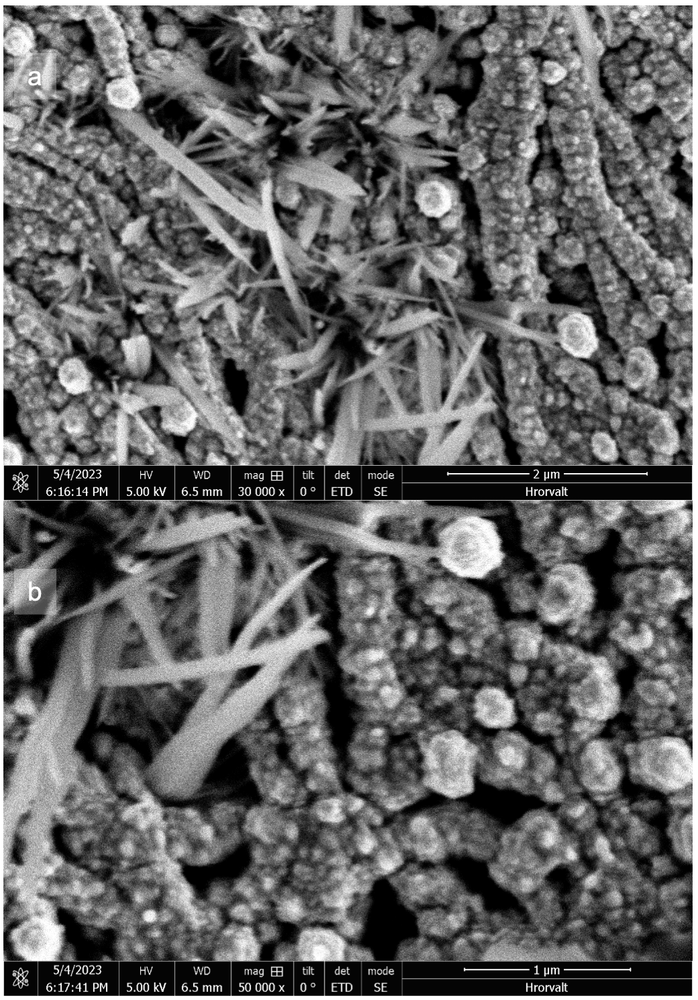 a
5/4/2023 HV WD mag tilt det mode 2 µm
6:16:14 PM 5.00 kV 6.5 mm 30 000 x 0 ° ETD SE Hrorvalt
b
5/4/2023 HV WD mag tilt det mode 1 µm
6:17:41 PM 5.00 kV 6.5 mm 50 000 x 0 ° ETD SE Hrorvalt